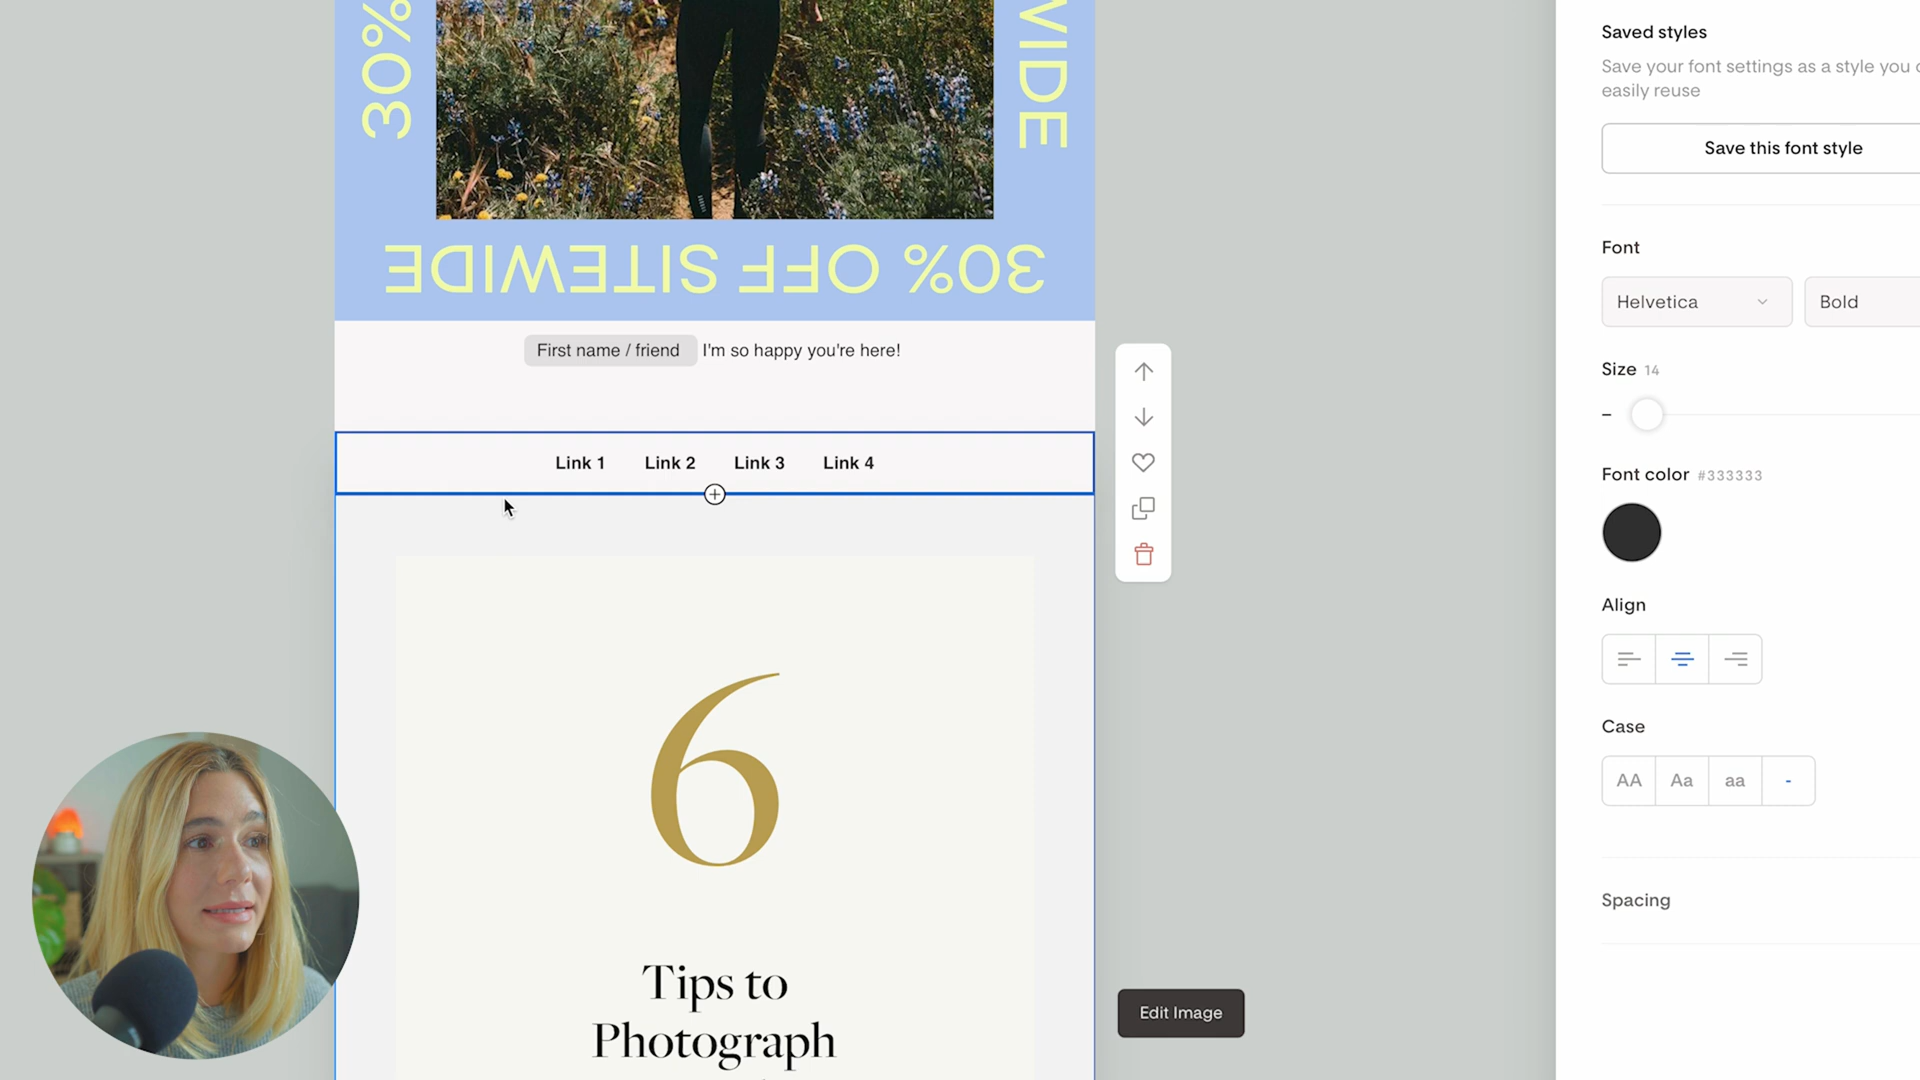 30%
WIDE
30% OFF SITEWIDE
First name / friend I'm so happy you're here!
Link 1 Link 2 Link 3 Link 4
6
Tips to
Photograph
Edit Image
Saved styles
Save your font settings as a style you
easily reuse
Save this font style
Font
Helvetica Bold
Size 14
Font color #333333
Align
Case
AA Aa aa -
Spacing